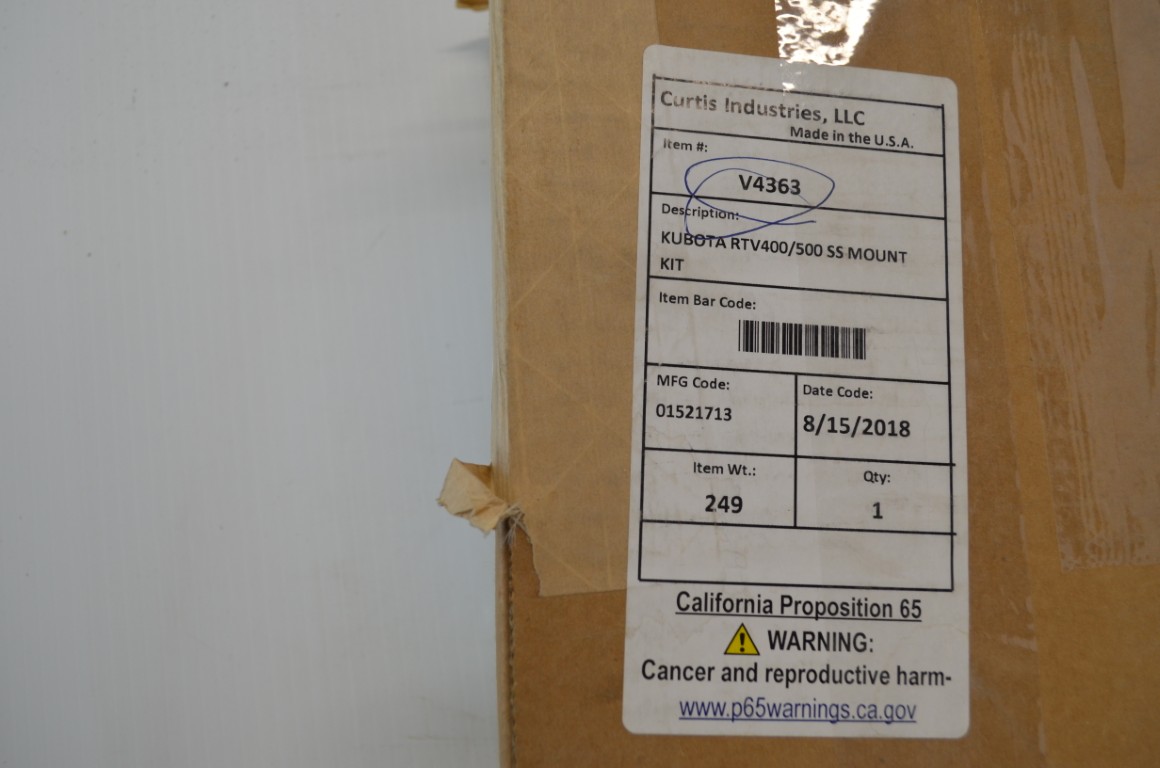 Curtis Industries, LLC
Made in the U.S.A.
Item #:
V4363
Description:
KUBOTA RTV400/500 SS MOUNT
KIT
Item Bar Code:
MFG Code:
01521713
Date Code:
8/15/2018
Item Wt.:
249
Qty:
1
California Proposition 65
WARNING:
Cancer and reproductive harm-
www.p65warnings.ca.gov